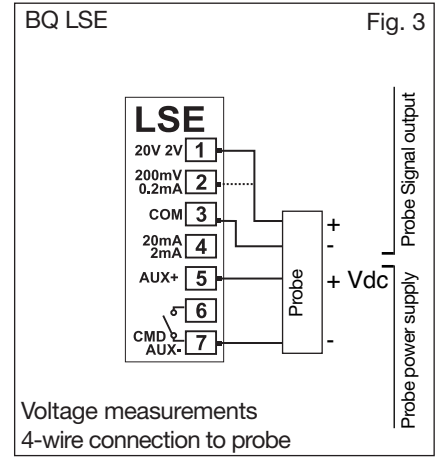 BQ LSE Fig. 3
LSE
20V 2V 1
200mV
0.2mA 2
COM 3
20mA
2mA 4
AUX+ 5
6
CMD
AUX- 7
Probe
+
-
+ Vdc
-
Probe Signal output
Probe power supply
Voltage measurements
4-wire connection to probe